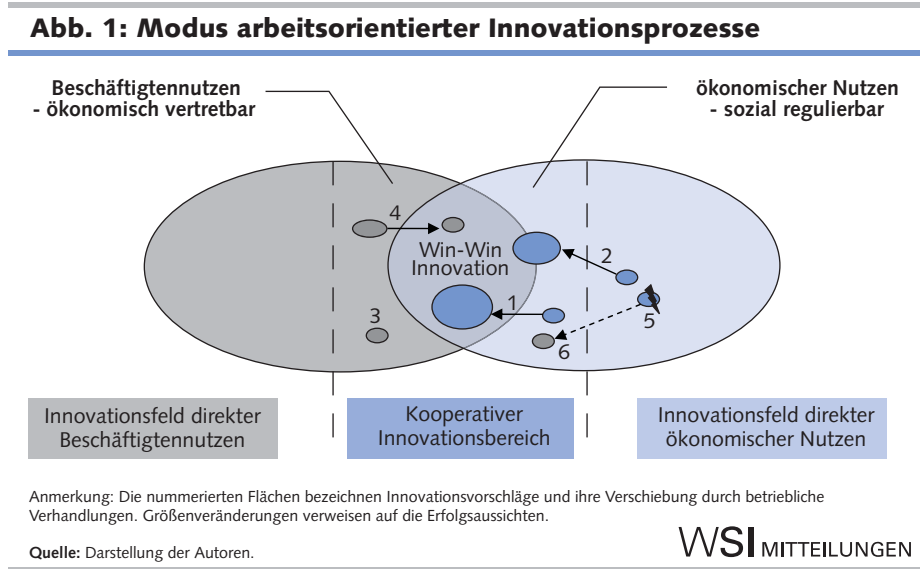 Abb. 1: Modus arbeitsorientierter Innovationsprozesse
Beschäftigtennutzen
- ökonomisch vertretbar
ökonomischer Nutzen
- sozial regulierbar
4
Win-Win
Innovation
2
1
3
5
6
Innovationsfeld direkter
Beschäftigtennutzen
Kooperativer
Innovationsbereich
Innovationsfeld direkter
ökonomischer Nutzen
Anmerkung: Die nummerierten Flächen bezeichnen Innovationsvorschläge und ihre Verschiebung durch betriebliche
Verhandlungen. Größenveränderungen verweisen auf die Erfolgsaussichten.
Quelle: Darstellung der Autoren.
WSI MITTEILUNGEN